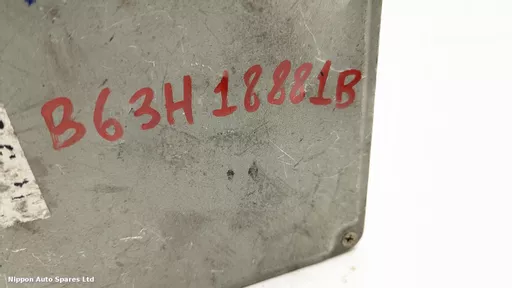 B63H 18881B
Nippon Auto Spares Ltd